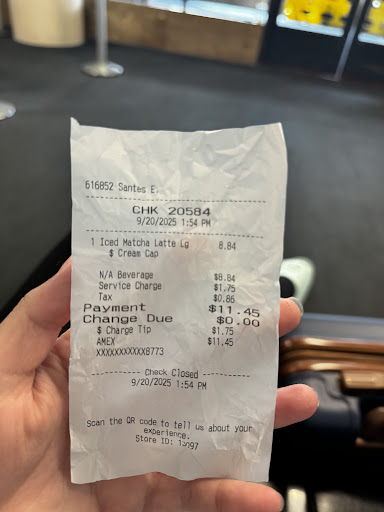 616852 Santes E.
CHK 20584
9/20/2025 1:54 PM
1 Iced Matcha Latte Lg 8.84
$ Cream Cap
N/A Beverage $8.84
Service Charge $1.75
Tax $0.86
Payment $11.45
Change Due $0.00
$ Charge Tip $1.75
AMEX $11.45
XXXXXXXXXXX8773
Check Closed
9/20/2025 1:54 PM
Scan the QR code to tell us about your
experience.
Store ID: